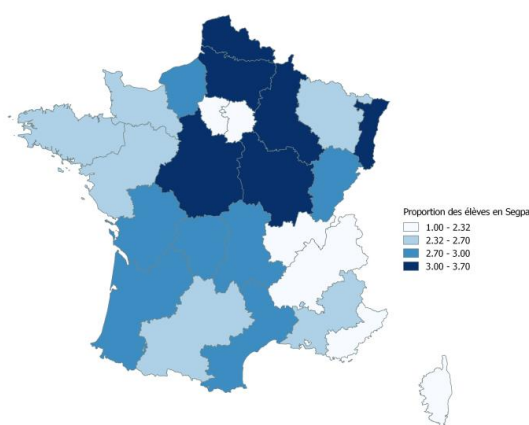 Proportion des élèves en Segpa
1.00 - 2.32
2.32 - 2.70
2.70 - 3.00
3.00 - 3.70